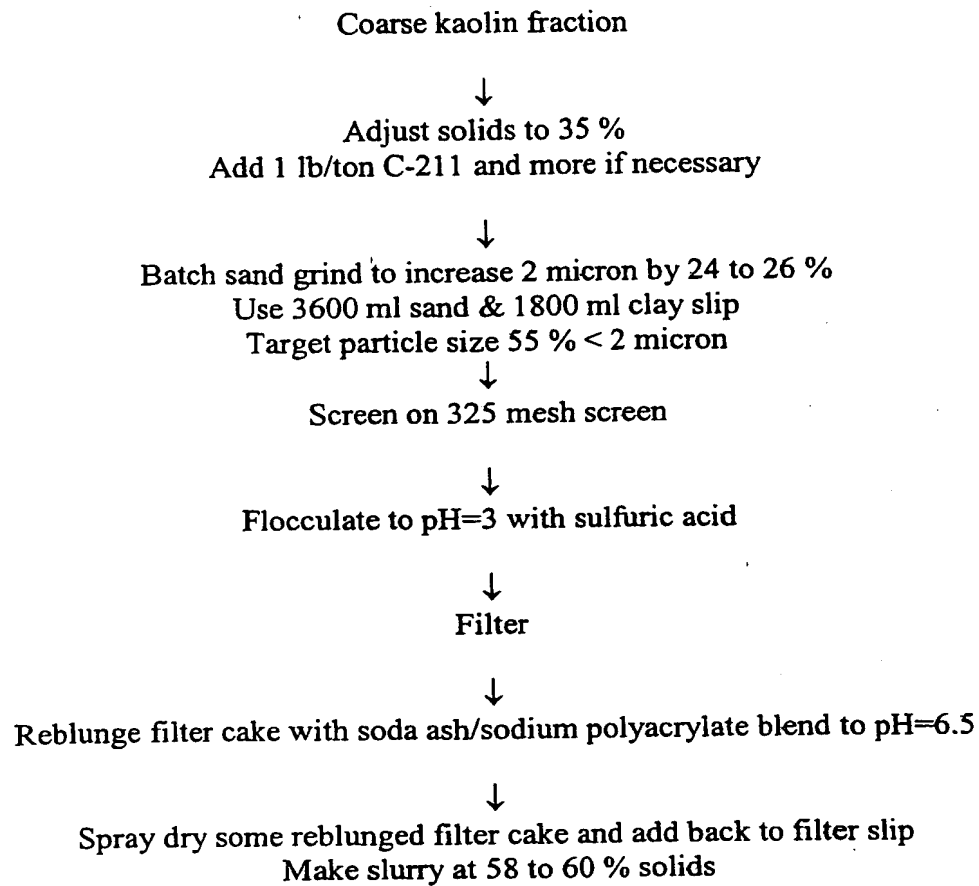 Coarse kaolin fraction
↓
Adjust solids to 35 %
Add 1 lb/ton C-211 and more if necessary
↓
Batch sand grind to increase 2 micron by 24 to 26 %
Use 3600 ml sand & 1800 ml clay slip
Target particle size 55 % < 2 micron
↓
Screen on 325 mesh screen
↓
Flocculate to pH=3 with sulfuric acid
↓
Filter
↓
Reblunge filter cake with soda ash/sodium polyacrylate blend to pH=6.5
↓
Spray dry some reblunged filter cake and add back to filter slip
Make slurry at 58 to 60 % solids